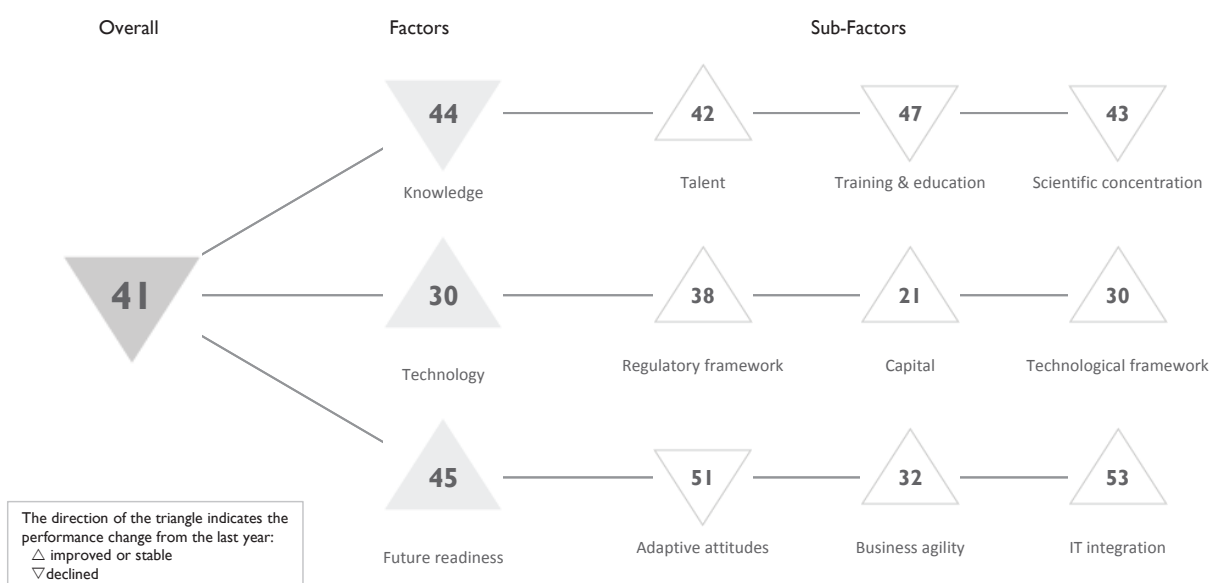 Overall Factors Sub-Factors
44 42 47 43
Knowledge Talent Training & education Scientific concentration
41 30 38 21 30
Technology Regulatory framework Capital Technological framework
45 51 32 53
Future readiness Adaptive attitudes Business agility IT integration
The direction of the triangle indicates the
performance change from the last year:
△ improved or stable
▽ declined